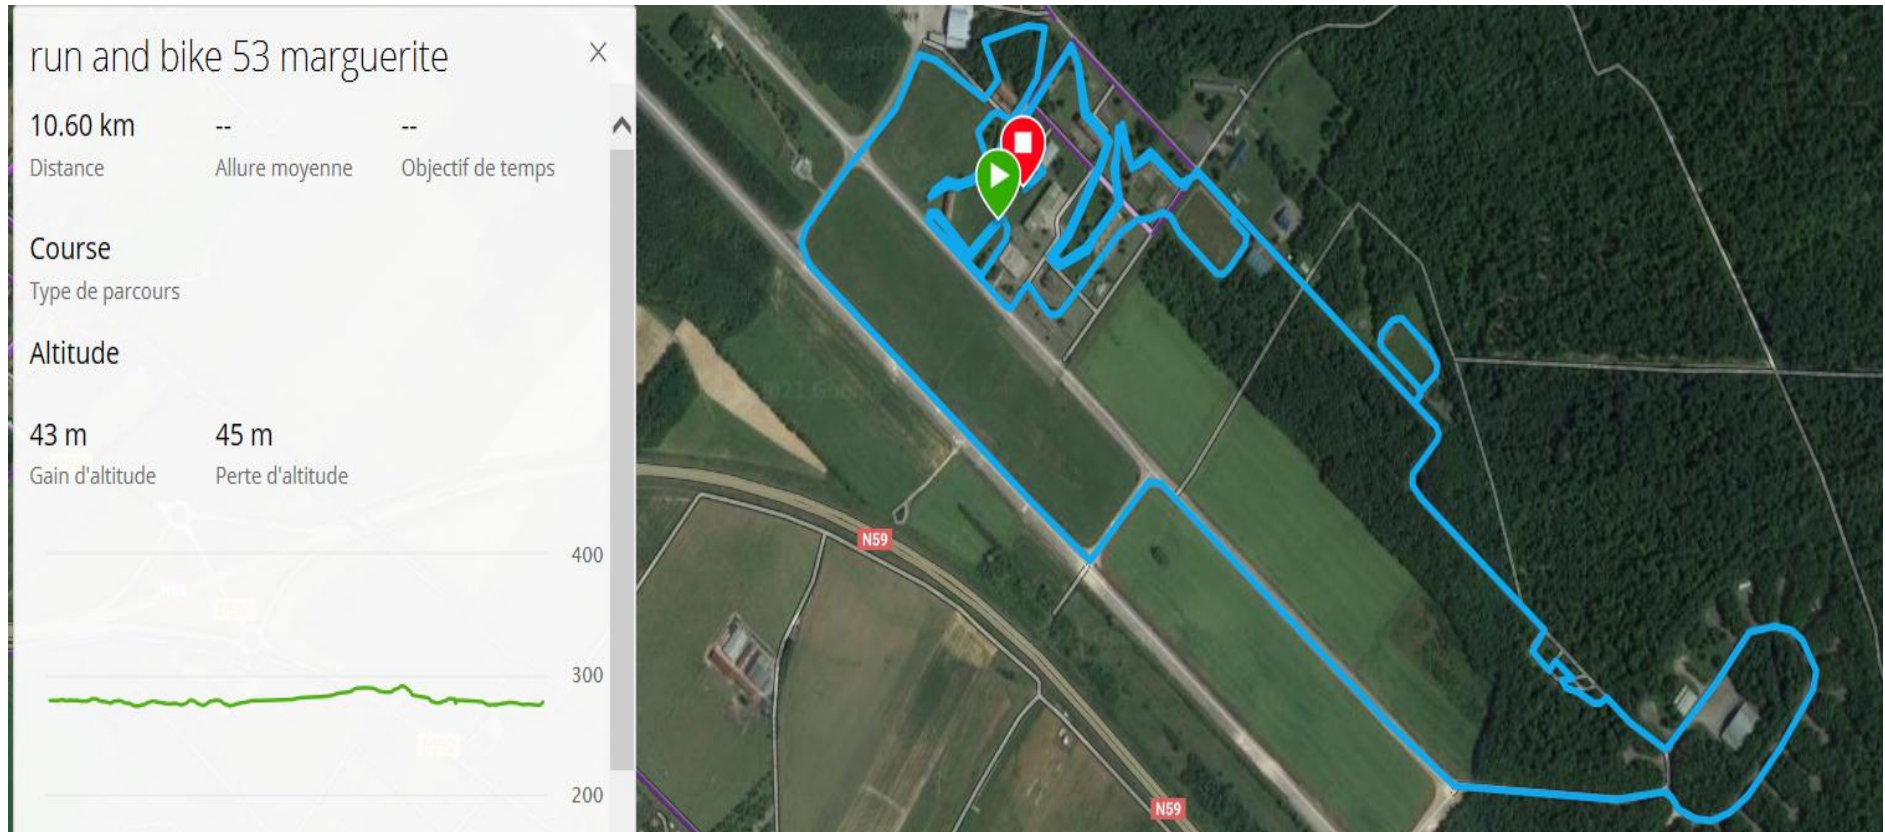 run and bike 53 marguerite
10.60 km
--
--
Distance
Allure moyenne
Objectif de temps
Course
Type de parcours
Altitude
43 m
45 m
Gain d'altitude
Perte d'altitude
400
300
200
N59
N59